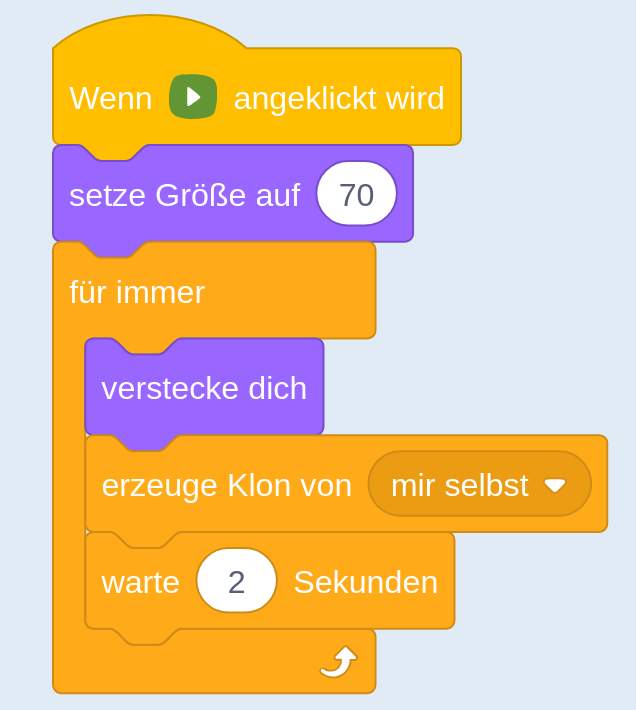 Wenn angeklickt wird
setze Größe auf 70
für immer
verstecke dich
erzeuge Klon von mir selbst
warte 2 Sekunden